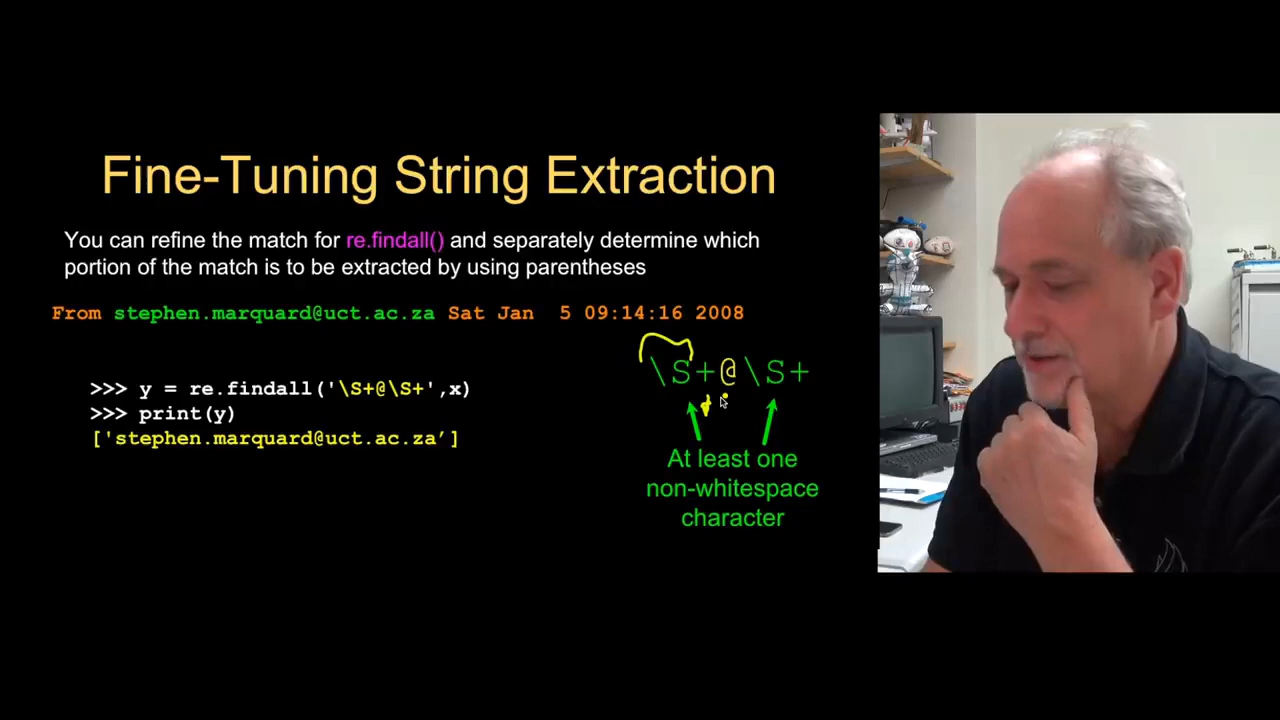 Fine-Tuning String Extraction
You can refine the match for re.findall() and separately determine which
portion of the match is to be extracted by using parentheses
From stephen.marquard@uct.ac.za Sat Jan  5 09:14:16 2008
\S+@\S+
>>> y = re.findall('\S+@\S+',x)
>>> print(y)
['stephen.marquard@uct.ac.za’]
At least one
non-whitespace
character